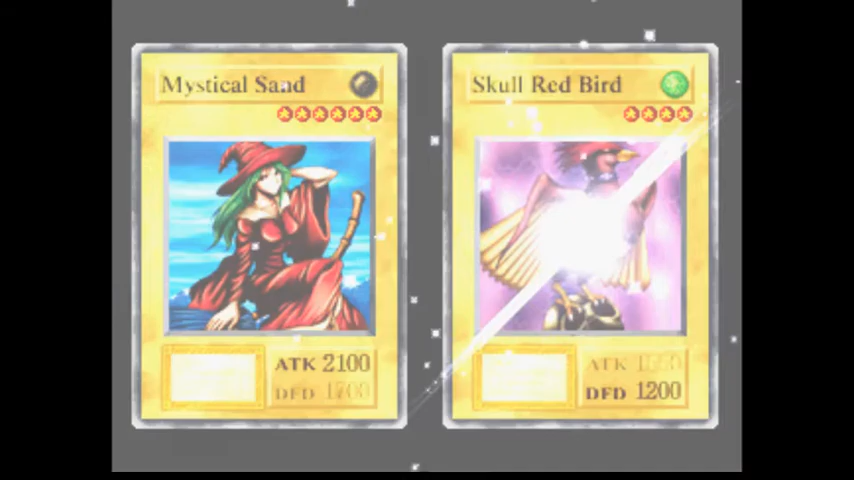 Mystical Sand
ATK 2100
DFD 1700
Skull Red Bird
ATK
DFD 1200